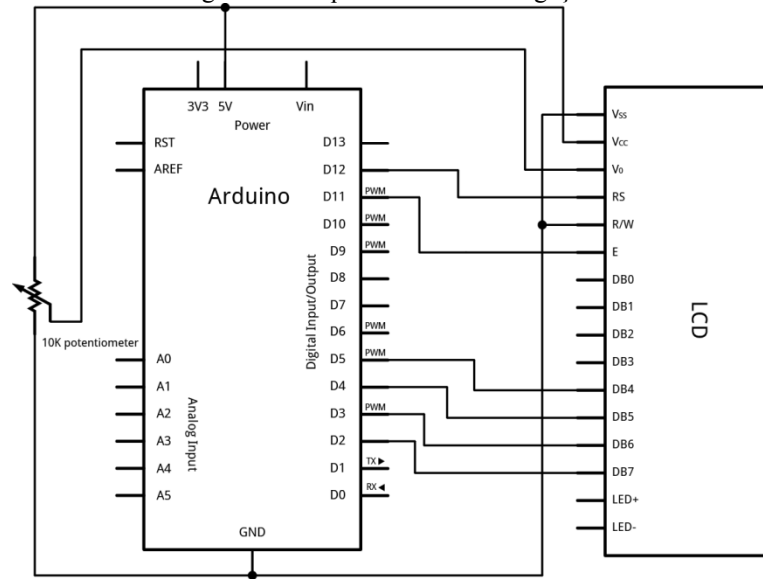 3V3 5V Vin
Power
RST
AREF
Arduino
D13
D12
D11 PWM
D10 PWM
D9 PWM
D8
D7
D6 PWM
D5 PWM
D4
D3 PWM
D2
D1 TX ▶
D0 RX ◀
Digital Input/Output
10K potentiometer
A0
A1
A2
A3
A4
A5
Analog Input
GND
Vss
Vcc
V0
RS
R/W
E
DB0
DB1
DB2
DB3
DB4
DB5
DB6
DB7
LED+
LED-
LCD